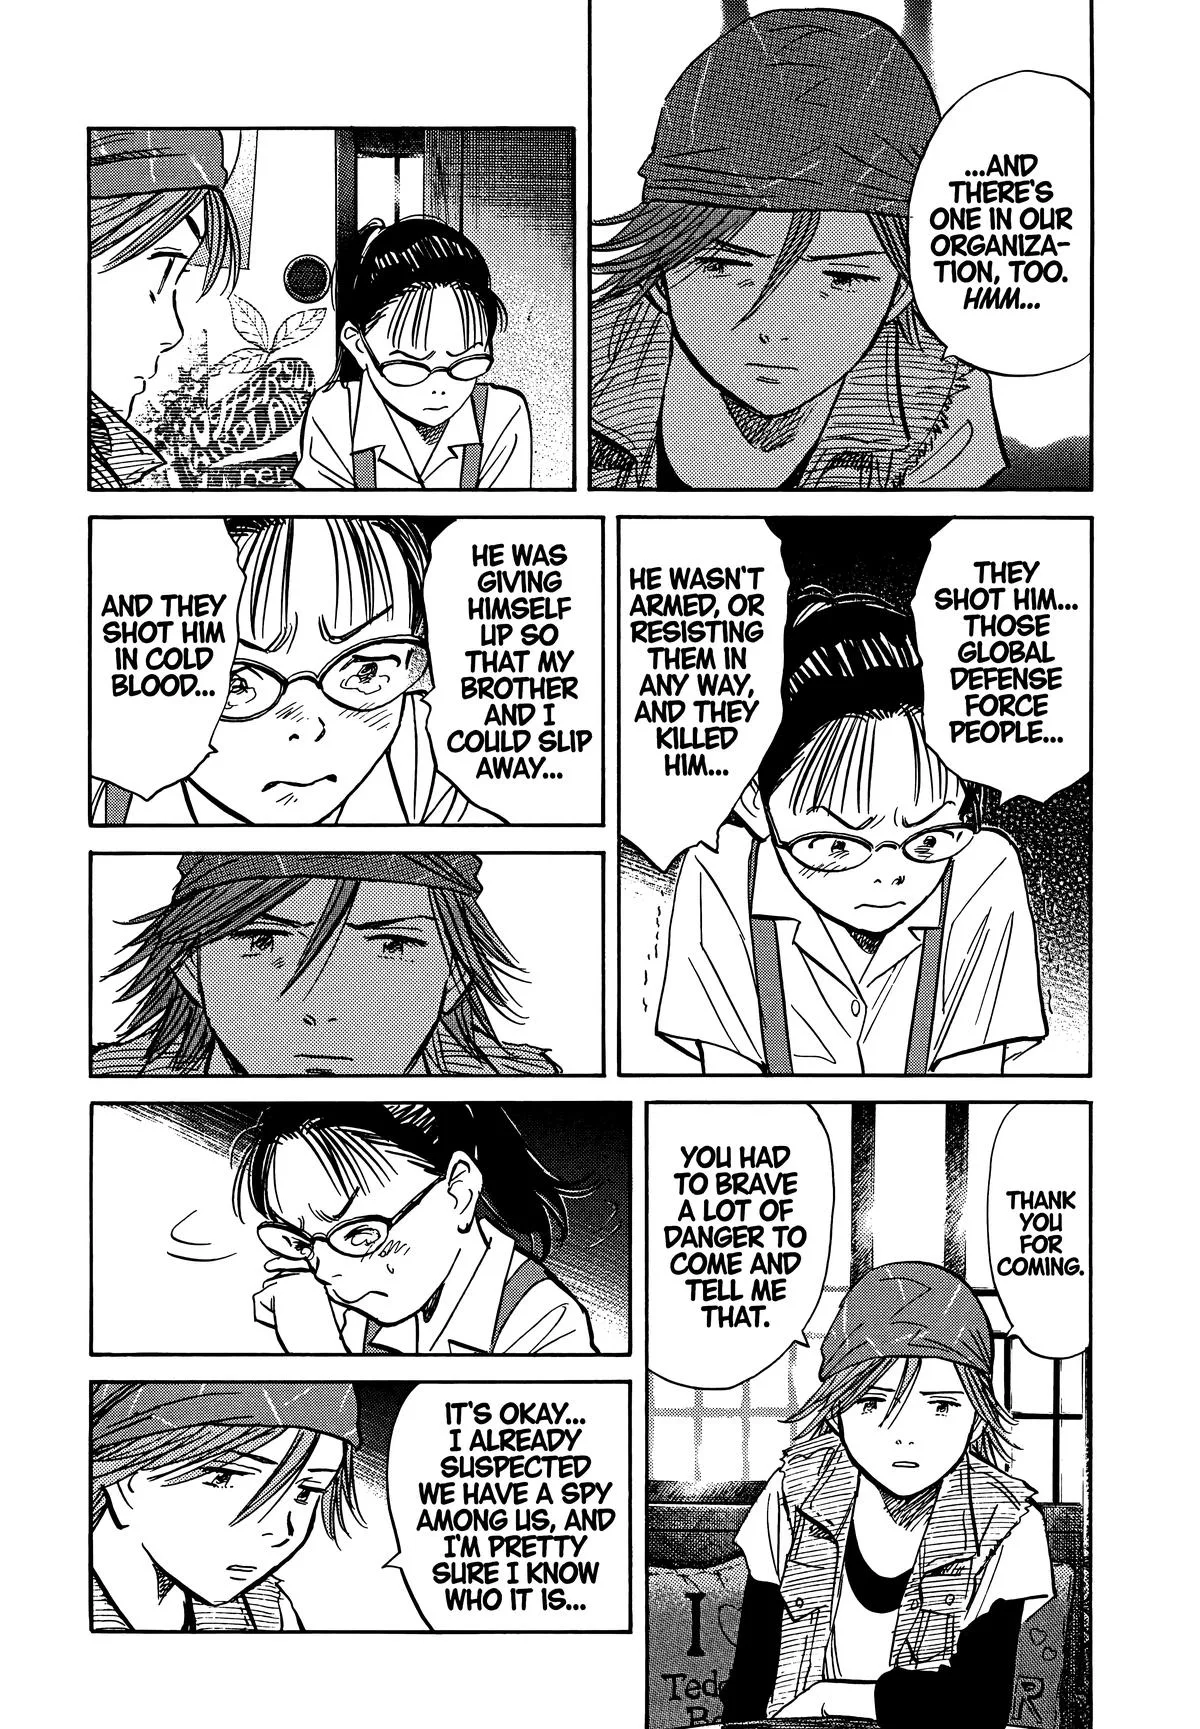 ...AND
THERE'S
ONE IN OUR
ORGANIZA-
TION, TOO.
HMM...
THEY
SHOT HIM...
THOSE
GLOBAL
DEFENSE
FORCE
PEOPLE...
HE WASN'T
ARMED, OR
RESISTING
THEM IN
ANY WAY,
AND THEY
KILLED
HIM...
HE WAS
GIVING
HIMSELF
UP SO
THAT MY
BROTHER
AND I
COULD SLIP
AWAY...
AND THEY
SHOT HIM
IN COLD
BLOOD...
THANK
YOU
FOR
COMING.
YOU HAD
TO BRAVE
A LOT OF
DANGER TO
COME AND
TELL ME
THAT.
I
IT'S OKAY...
I ALREADY
SUSPECTED
WE HAVE A SPY
AMONG US, AND
I'M PRETTY
SURE I KNOW
WHO IT IS...